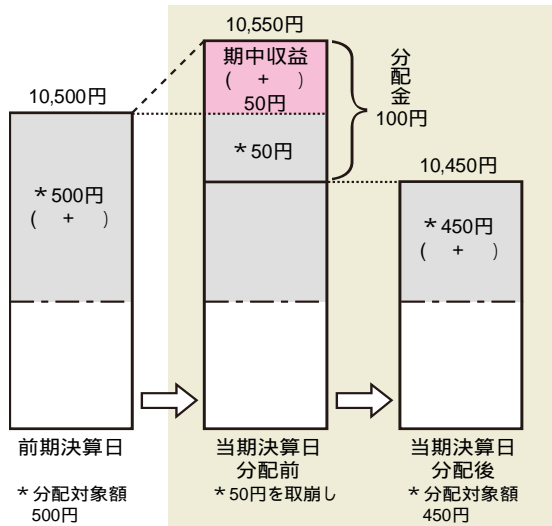 10,550円
期中収益
( + )
50円
分配金
100円
10,500円
*50円
10,450円
*500円
( + )
*450円
( + )
前期決算日
当期決算日
分配前
当期決算日
分配後
*分配対象額
500円
*50円を取崩し
*分配対象額
450円